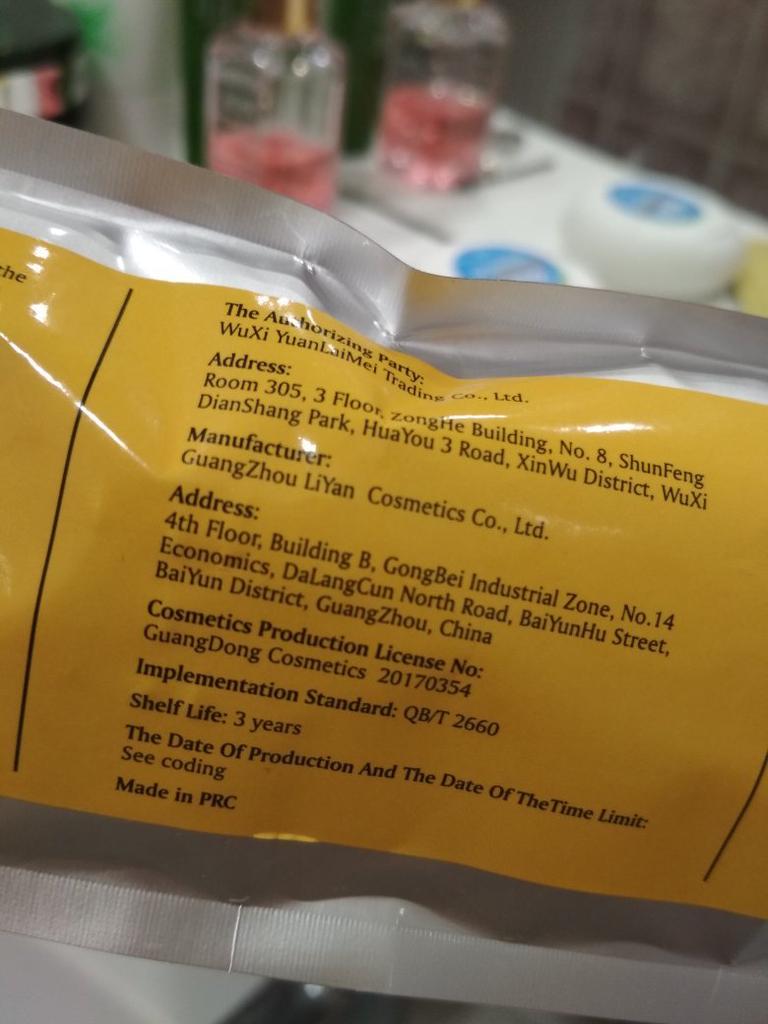 the
The Authorizing Party:
WuXi YuanLaiMei Trading Co., Ltd.
Address:
Room 305, 3 Floor, zongHe Building, No. 8, ShunFeng
DianShang Park, HuaYou 3 Road, XinWu District, WuXi
Manufacturer:
GuangZhou LiYan Cosmetics Co., Ltd.
Address:
4th Floor, Building B, GongBei Industrial Zone, No.14
Economics, DaLangCun North Road, BaiYunHu Street,
BaiYun District, GuangZhou, China
Cosmetics Production License No:
GuangDong Cosmetics 20170354
Implementation Standard: QB/T 2660
Shelf Life: 3 years
The Date Of Production And The Date Of TheTime Limit:
See coding
Made in PRC